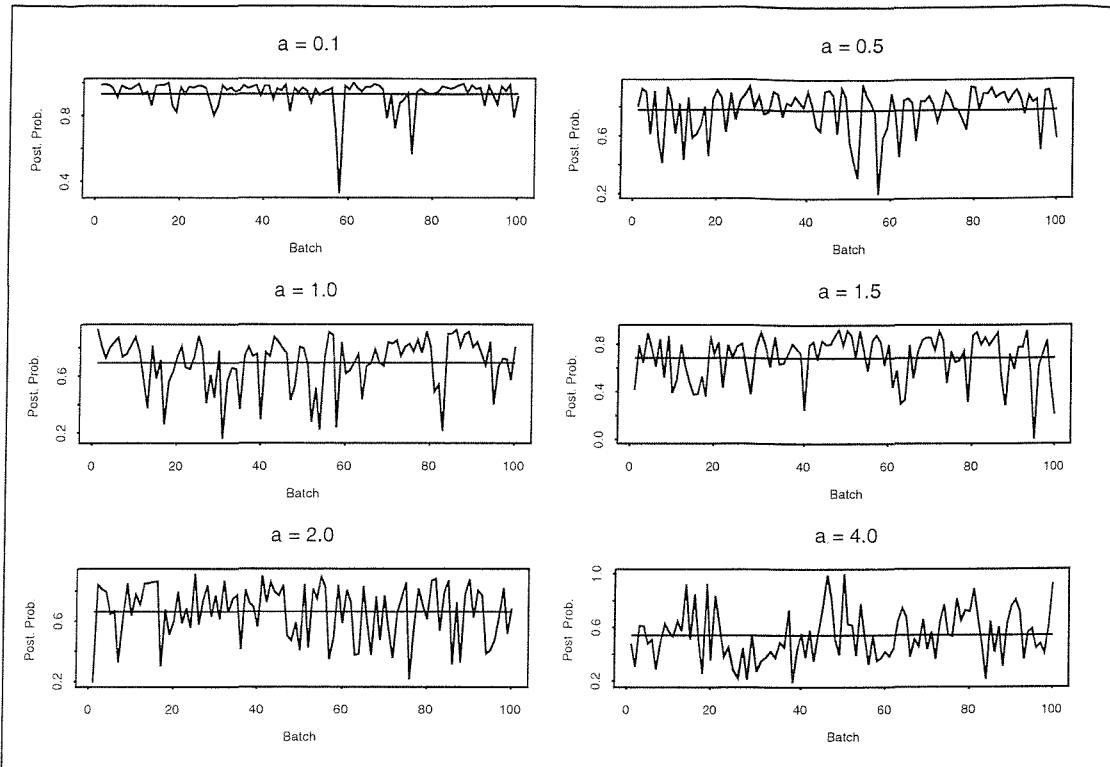 a = 0.1
Post. Prob.
0.4 0.8
0 20 40 60 80 100
Batch
a = 0.5
Post. Prob.
0.2 0.6
0 20 40 60 80 100
Batch
a = 1.0
Post. Prob.
0.2 0.6
0 20 40 60 80 100
Batch
a = 1.5
Post. Prob.
0.0 0.4 0.8
0 20 40 60 80 100
Batch
a = 2.0
Post. Prob.
0.2 0.6
0 20 40 60 80 100
Batch
a = 4.0
Post Prob.
0.2 0.6 1.0
0 20 40 60 80 100
Batch